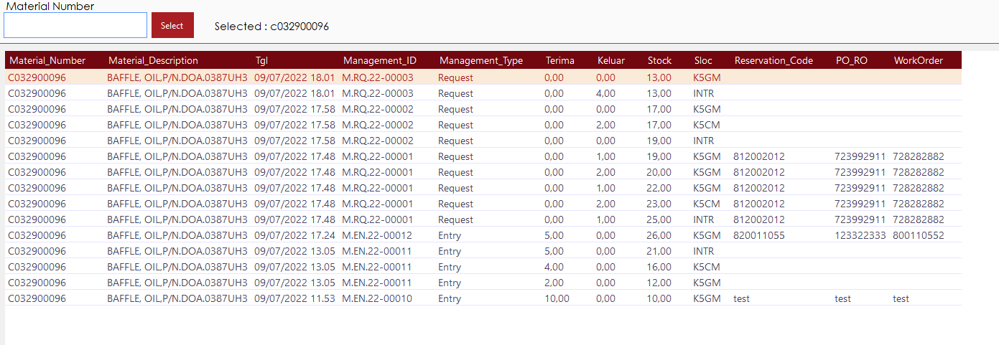 Material Number
Select Selected : c032900096
Material_Number Material_Description Tgl Management_ID Management_Type Terima Keluar Stock Sloc Reservation_Code PO_RO WorkOrder
C032900096 BAFFLE, OIL,P/N.DOA.0387UH3 09/07/2022 18.01 M.RQ.22-00003 Request 0,00 0,00 13,00 K5GM
C032900096 BAFFLE, OIL,P/N.DOA.0387UH3 09/07/2022 18.01 M.RQ.22-00003 Request 0,00 4,00 13,00 INTR
C032900096 BAFFLE, OIL,P/N.DOA.0387UH3 09/07/2022 17.58 M.RQ.22-00002 Request 0,00 0,00 17,00 K5GM
C032900096 BAFFLE, OIL,P/N.DOA.0387UH3 09/07/2022 17.58 M.RQ.22-00002 Request 0,00 2,00 17,00 K5CM
C032900096 BAFFLE, OIL,P/N.DOA.0387UH3 09/07/2022 17.58 M.RQ.22-00002 Request 0,00 0,00 19,00 INTR
C032900096 BAFFLE, OIL,P/N.DOA.0387UH3 09/07/2022 17.48 M.RQ.22-00001 Request 0,00 1,00 19,00 K5GM 812002012 723992911 728282882
C032900096 BAFFLE, OIL,P/N.DOA.0387UH3 09/07/2022 17.48 M.RQ.22-00001 Request 0,00 2,00 20,00 K5GM 812002012 723992911 728282882
C032900096 BAFFLE, OIL,P/N.DOA.0387UH3 09/07/2022 17.48 M.RQ.22-00001 Request 0,00 1,00 22,00 K5GM 812002012 723992911 728282882
C032900096 BAFFLE, OIL,P/N.DOA.0387UH3 09/07/2022 17.48 M.RQ.22-00001 Request 0,00 2,00 23,00 K5CM 812002012 723992911 728282882
C032900096 BAFFLE, OIL,P/N.DOA.0387UH3 09/07/2022 17.48 M.RQ.22-00001 Request 0,00 1,00 25,00 INTR 812002012 723992911 728282882
C032900096 BAFFLE, OIL,P/N.DOA.0387UH3 09/07/2022 17.24 M.EN.22-00012 Entry 5,00 0,00 26,00 K5GM 820011055 123322333 800110552
C032900096 BAFFLE, OIL,P/N.DOA.0387UH3 09/07/2022 13.05 M.EN.22-00011 Entry 5,00 0,00 21,00 INTR
C032900096 BAFFLE, OIL,P/N.DOA.0387UH3 09/07/2022 13.05 M.EN.22-00011 Entry 4,00 0,00 16,00 K5CM
C032900096 BAFFLE, OIL,P/N.DOA.0387UH3 09/07/2022 13.05 M.EN.22-00011 Entry 2,00 0,00 12,00 K5GM
C032900096 BAFFLE, OIL,P/N.DOA.0387UH3 09/07/2022 11.53 M.EN.22-00010 Entry 10,00 0,00 10,00 K5GM test test test